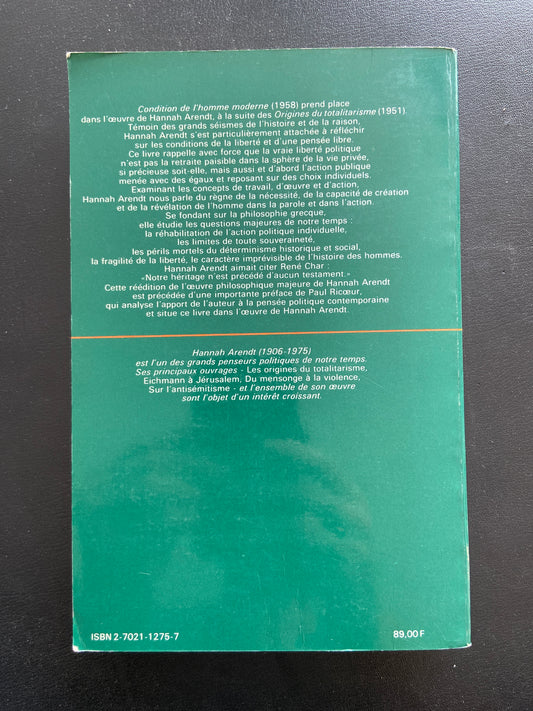 Condition de l'homme moderne (1958) prend place
dans l'œuvre de Hannah Arendt, à la suite des Origines du totalitarisme (1951).
Témoin des grands séismes de l'histoire et de la raison,
Hannah Arendt s'est particulièrement attachée à réfléchir
sur les conditions de la liberté et d'une pensée libre.
Ce livre rappelle avec force que la vraie liberté politique
n'est pas la retraite paisible dans la sphère de la vie privée,
si précieuse soit-elle, mais aussi et d'abord l'action publique
menée avec des égaux et reposant sur des choix individuels.
Examinant les concepts de travail, d'œuvre et d'action,
Hannah Arendt nous parle du règne de la nécessité, de la capacité de création
et de la révélation de l'homme dans la parole et dans l'action.
Se fondant sur la philosophie grecque,
elle étudie les questions majeures de notre temps :
la réhabilitation de l'action politique individuelle,
les limites de toute souveraineté,
les périls mortels du déterminisme historique et social,
la fragilité de la liberté, le caractère imprévisible de l'histoire des hommes.
Hannah Arendt aimait citer René Char :
«Notre héritage n'est précédé d'aucun testament.»
Cette réédition de l'œuvre philosophique majeure de Hannah Arendt
est précédée d'une importante préface de Paul Ricœur,
qui analyse l'apport de l'auteur à la pensée politique contemporaine
et situe ce livre dans l'œuvre de Hannah Arendt.
Hannah Arendt (1906-1975)
est l'un des grands penseurs politiques de notre temps.
Ses principaux ouvrages - Les origines du totalitarisme,
Eichmann à Jérusalem, Du mensonge à la violence,
Sur l'antisémitisme - et l'ensemble de son œuvre
sont l'objet d'un intérêt croissant.
ISBN 2-7021-1275-7
89,00 F